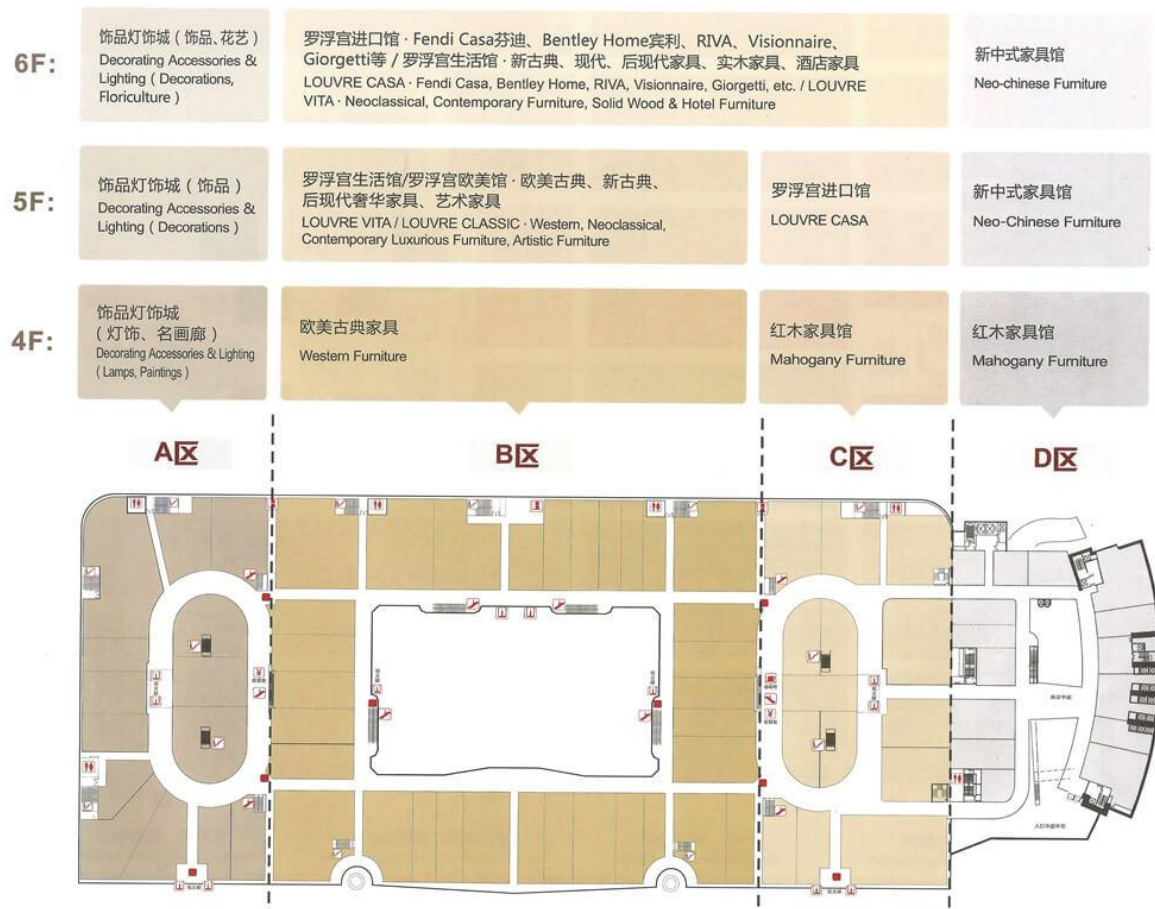 6F:
饰品灯饰城（饰品、花艺）
Decorating Accessories &
Lighting ( Decorations,
Floriculture )
罗浮宫进口馆 · Fendi Casa芬迪、Bentley Home宾利、RIVA、Visionnaire、
Giorgetti等 / 罗浮宫生活馆 · 新古典、现代、后现代家具、实木家具、酒店家具
LOUVRE CASA · Fendi Casa, Bentley Home, RIVA, Visionnaire, Giorgetti, etc. / LOUVRE
VITA · Neoclassical, Contemporary Furniture, Solid Wood & Hotel Furniture
新中式家具馆
Neo-chinese Furniture
5F:
饰品灯饰城（饰品）
Decorating Accessories &
Lighting ( Decorations )
罗浮宫生活馆/罗浮宫欧美馆 · 欧美古典、新古典、
后现代奢华家具、艺术家具
LOUVRE VITA / LOUVRE CLASSIC · Western, Neoclassical,
Contemporary Luxurious Furniture, Artistic Furniture
罗浮宫进口馆
LOUVRE CASA
新中式家具馆
Neo-Chinese Furniture
4F:
饰品灯饰城
（灯饰、名画廊）
Decorating Accessories & Lighting
( Lamps, Paintings )
欧美古典家具
Western Furniture
红木家具馆
Mahogany Furniture
红木家具馆
Mahogany Furniture
A区
B区
C区
D区